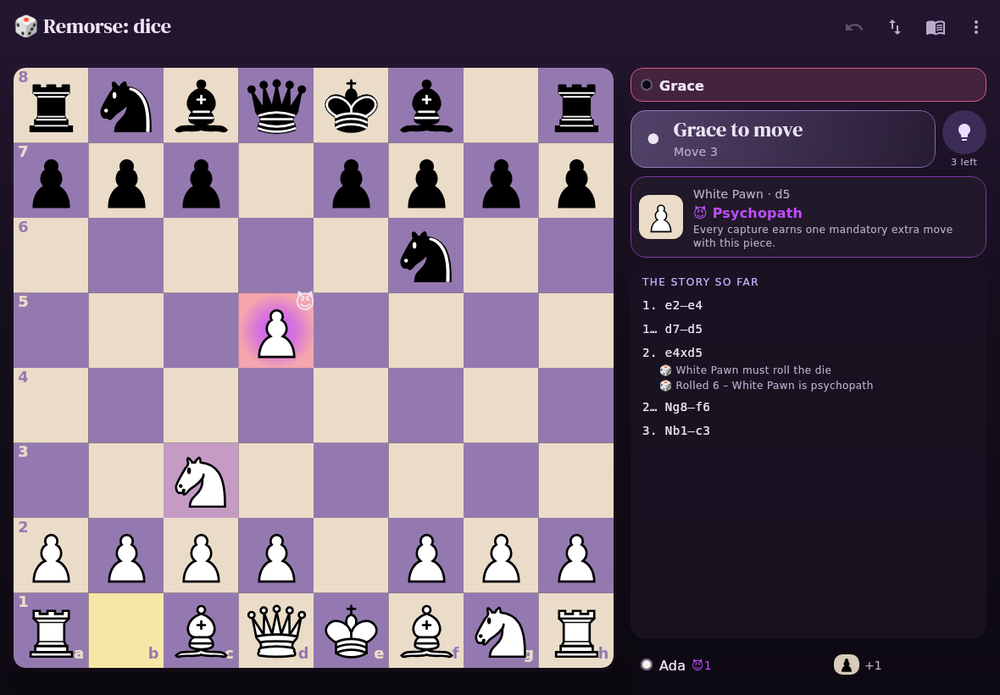 🎲 Remorse: dice
Grace
Grace to move
Move 3
3 left
White Pawn · d5
😈 Psychopath
Every capture earns one mandatory extra move
with this piece.
THE STORY SO FAR
1. e2–e4
1… d7–d5
2. e4xd5
🎲 White Pawn must roll the die
🎲 Rolled 6 – White Pawn is psychopath
2… Ng8–f6
3. Nb1–c3
8
7
6
5
4
3
2
1
a b c d e f g h
Ada 😈1
+1